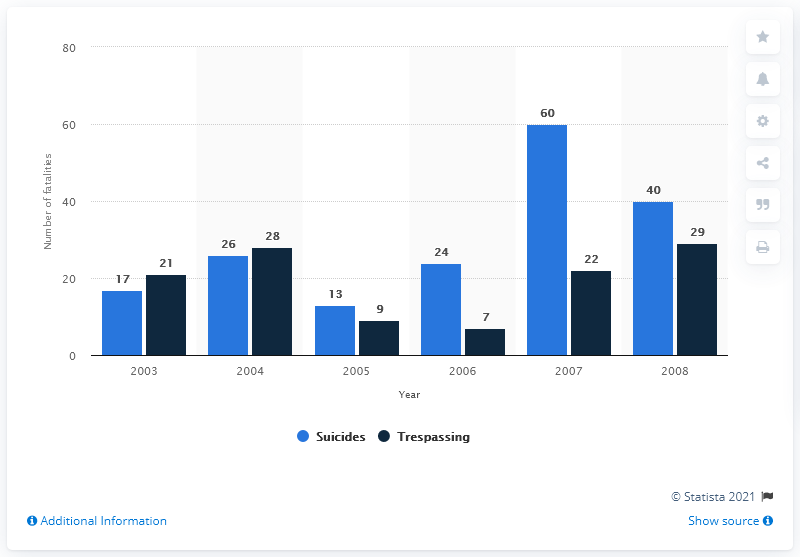 80
60
40
20
0
Number of fatalities
17 21
26 28
13 9
24 7
60 22
40 29
2003 2004 2005 2006 2007 2008
Year
Suicides Trespassing
© Statista 2021
Additional Information Show source